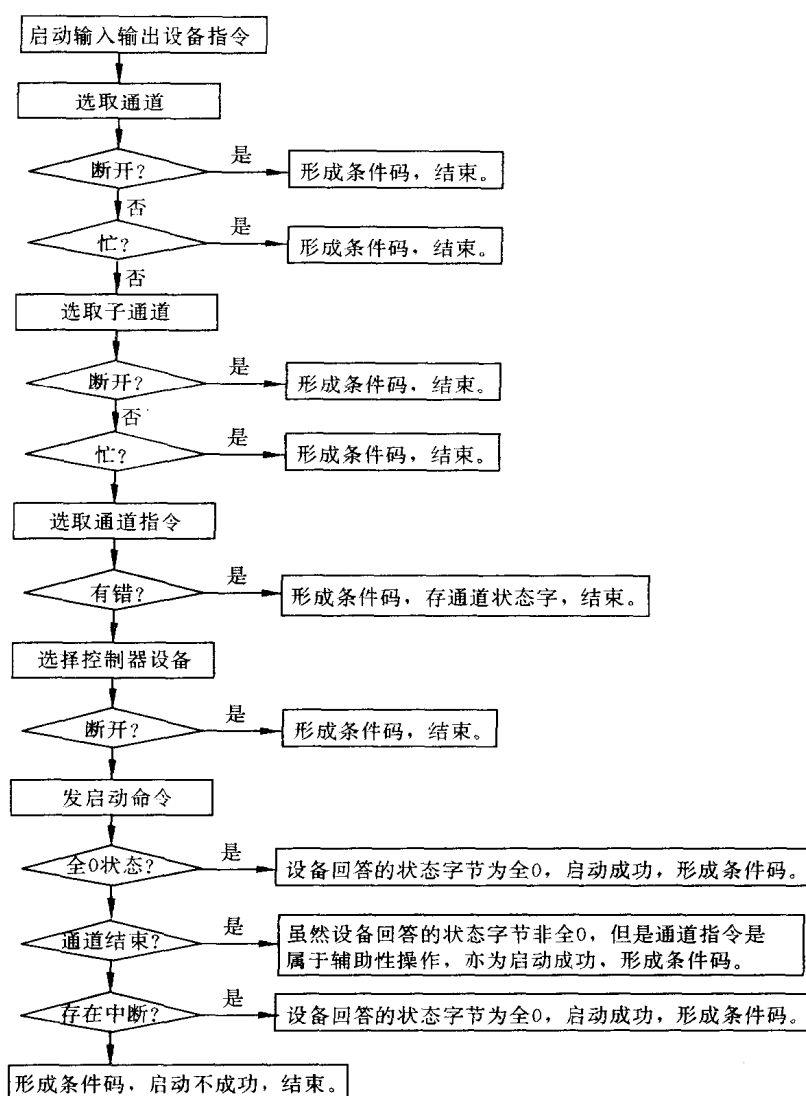 启动输入输出设备指令
选取通道
断开?
是
形成条件码，结束。
否
忙?
是
形成条件码，结束。
否
选取子通道
断开?
是
形成条件码，结束。
否
忙?
是
形成条件码，结束。
选取通道指令
有错?
是
形成条件码，存通道状态字，结束。
选择控制器设备
断开?
是
形成条件码，结束。
发启动命令
全0状态?
是
设备回答的状态字节为全0，启动成功，形成条件码。
通道结束?
是
虽然设备回答的状态字节非全0，但是通道指令是
属于辅助性操作，亦为启动成功，形成条件码。
存在中断?
是
设备回答的状态字节为全0，启动成功，形成条件码。
形成条件码，启动不成功，结束。